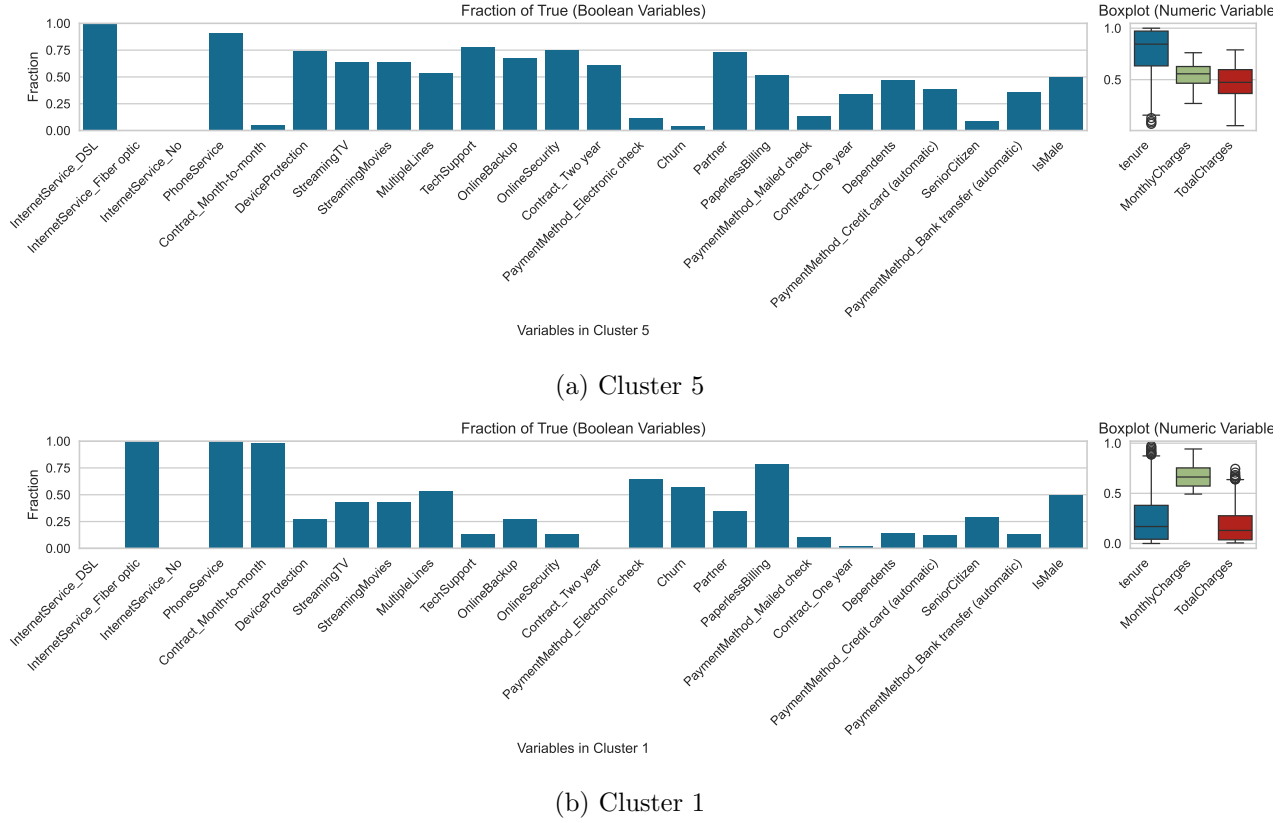 Fraction of True (Boolean Variables)
Boxplot (Numeric Variable
Fraction
1.00
0.75
0.50
0.25
0.00
InternetService_DSL
InternetService_Fiber optic
InternetService_No
PhoneService
Contract_Month-to-month
DeviceProtection
StreamingTV
StreamingMovies
MultipleLines
TechSupport
OnlineBackup
OnlineSecurity
Contract_Two year
PaymentMethod_Electronic check
Churn
Partner
PaperlessBilling
PaymentMethod_Mailed check
Contract_One year
Dependents
PaymentMethod_Credit card (automatic)
SeniorCitizen
PaymentMethod_Bank transfer (automatic)
IsMale
Variables in Cluster 5
1.0
0.5
tenure
MonthlyCharges
TotalCharges
(a) Cluster 5
Fraction of True (Boolean Variables)
Boxplot (Numeric Variable
Fraction
1.00
0.75
0.50
0.25
0.00
InternetService_DSL
InternetService_Fiber optic
InternetService_No
PhoneService
Contract_Month-to-month
DeviceProtection
StreamingTV
StreamingMovies
MultipleLines
TechSupport
OnlineBackup
OnlineSecurity
Contract_Two year
PaymentMethod_Electronic check
Churn
Partner
PaperlessBilling
PaymentMethod_Mailed check
Contract_One year
Dependents
PaymentMethod_Credit card (automatic)
SeniorCitizen
PaymentMethod_Bank transfer (automatic)
IsMale
Variables in Cluster 1
1.0
0.5
0.0
tenure
MonthlyCharges
TotalCharges
(b) Cluster 1